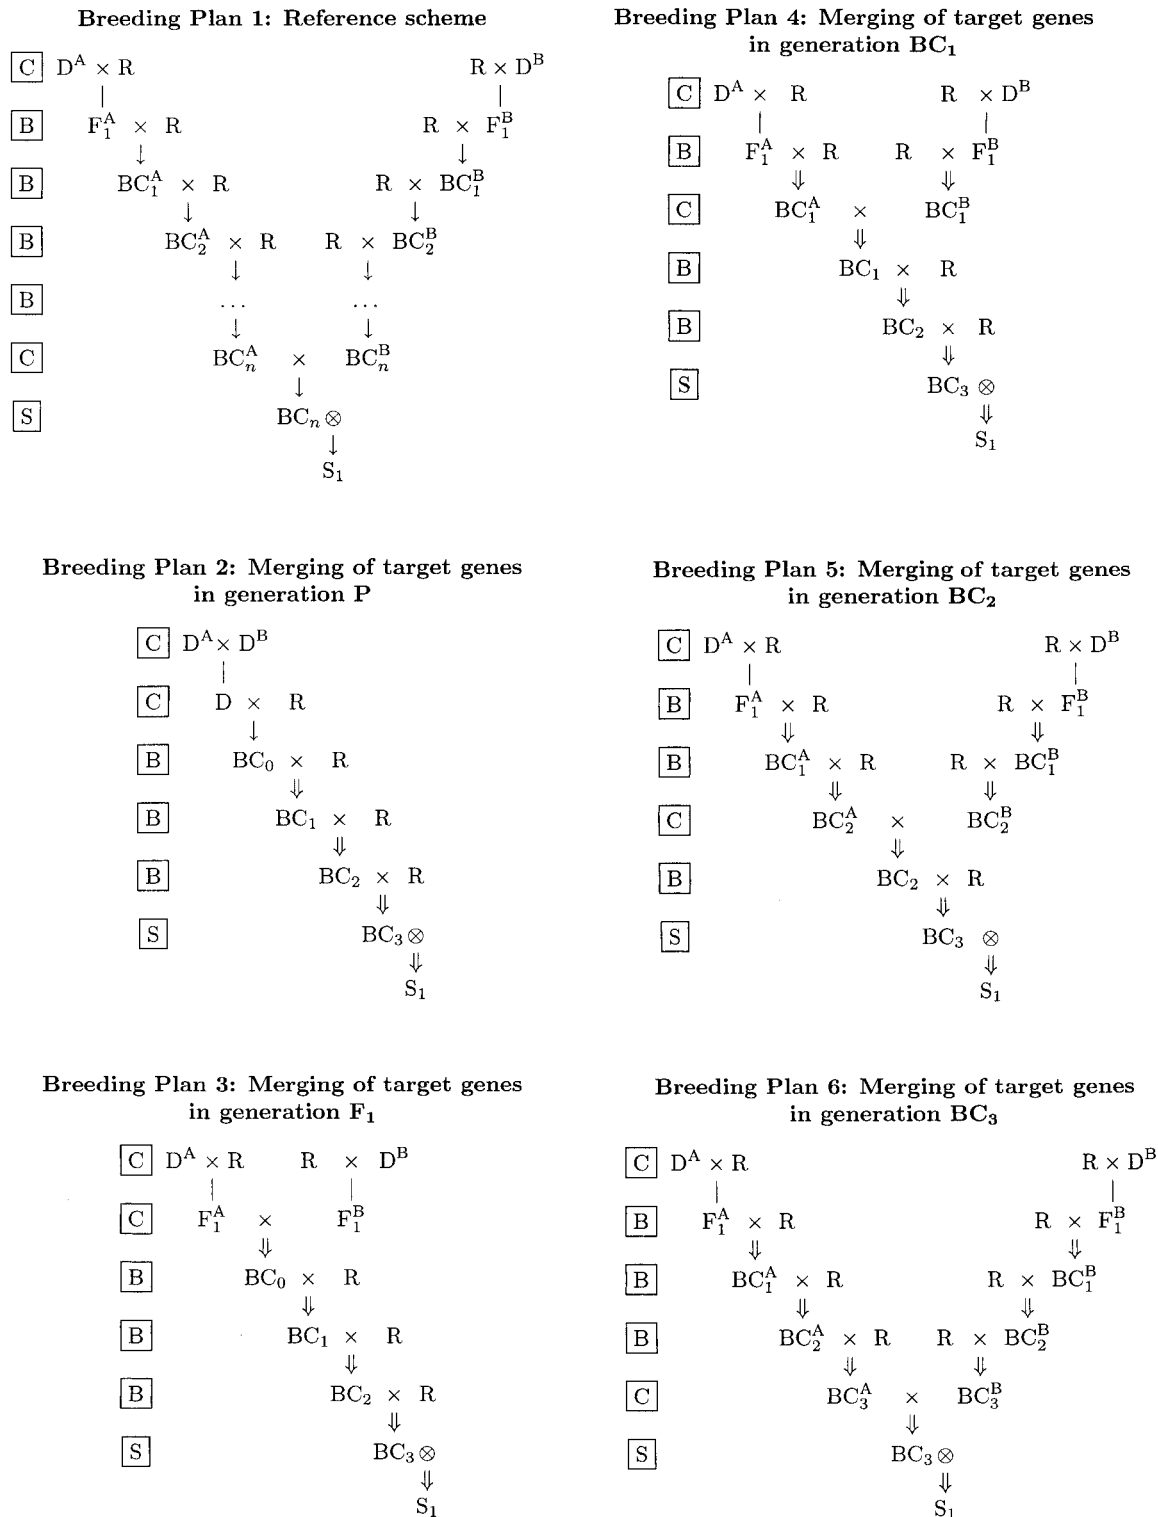 Breeding Plan 1: Reference scheme
C D^A × R R × D^B
B F_1^A × R R × F_1^B
B BC_1^A × R R × BC_1^B
B BC_2^A × R R × BC_2^B
B ... ...
C BC_n^A × BC_n^B
S BC_n ⊗
S_1
Breeding Plan 2: Merging of target genes
in generation P
C D^A × D^B
C D × R
B BC_0 × R
B BC_1 × R
B BC_2 × R
S BC_3 ⊗
S_1
Breeding Plan 3: Merging of target genes
in generation F_1
C D^A × R R × D^B
C F_1^A × F_1^B
B BC_0 × R
B BC_1 × R
B BC_2 × R
S BC_3 ⊗
S_1
Breeding Plan 4: Merging of target genes
in generation BC_1
C D^A × R R × D^B
B F_1^A × R R × F_1^B
C BC_1^A × BC_1^B
B BC_1 × R
B BC_2 × R
S BC_3 ⊗
S_1
Breeding Plan 5: Merging of target genes
in generation BC_2
C D^A × R R × D^B
B F_1^A × R R × F_1^B
B BC_1^A × R R × BC_1^B
C BC_2^A × BC_2^B
B BC_2 × R
S BC_3 ⊗
S_1
Breeding Plan 6: Merging of target genes
in generation BC_3
C D^A × R R × D^B
B F_1^A × R R × F_1^B
B BC_1^A × R R × BC_1^B
B BC_2^A × R R × BC_2^B
C BC_3^A × BC_3^B
S BC_3 ⊗
S_1